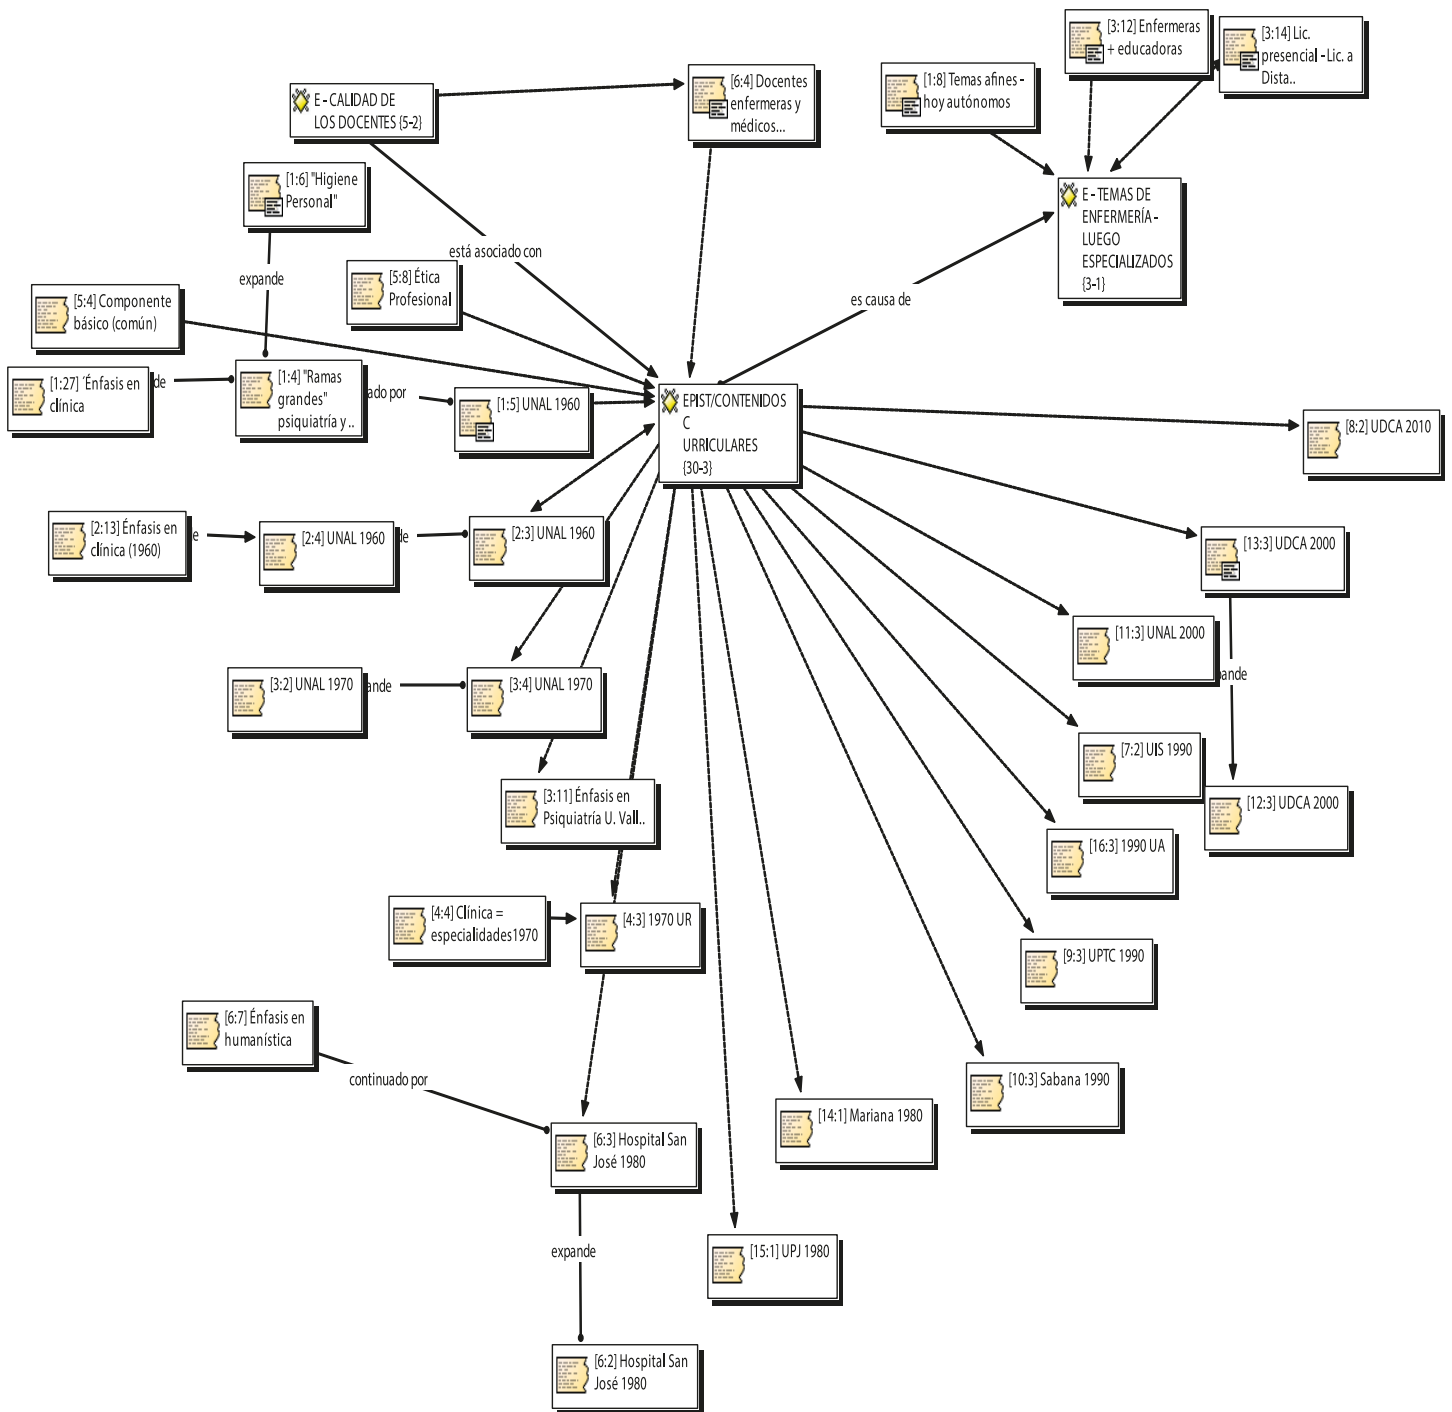 [3:12] Enfermeras
+ educadoras
[3:14] Lic.
presencial - Lic. a
Dista..
[6:4] Docentes
enfermeras y
médicos...
[1:8] Temas afines -
hoy autónomos
E - CALIDAD DE
LOS DOCENTES {5-2}
[1:6] "Higiene
Personal"
E - TEMAS DE
ENFERMERÍA -
LUEGO
ESPECIALIZADOS
{3-1}
está asociado con
expande
[5:8] Ética
Profesional
[5:4] Componente
básico (común)
es causa de
[1:27] ´Énfasis en
clínica
de
[1:4] "Ramas
grandes"
psiquiatría y ..
ado por
[1:5] UNAL 1960
EPIST/CONTENIDOS
C
URRICULARES
{30-3}
[8:2] UDCA 2010
[2:13] Énfasis en
clínica (1960)
e
[2:4] UNAL 1960
de
[2:3] UNAL 1960
[13:3] UDCA 2000
[11:3] UNAL 2000
pande
[3:2] UNAL 1970
ande
[3:4] UNAL 1970
[7:2] UIS 1990
[12:3] UDCA 2000
[3:11] Énfasis en
Psiquiatría U. Vall..
[16:3] 1990 UA
[4:4] Clínica =
especialidades1970
[4:3] 1970 UR
[9:3] UPTC 1990
[6:7] Énfasis en
humanística
continuado por
[10:3] Sabana 1990
[14:1] Mariana 1980
[6:3] Hospital San
José 1980
expande
[15:1] UPJ 1980
[6:2] Hospital San
José 1980